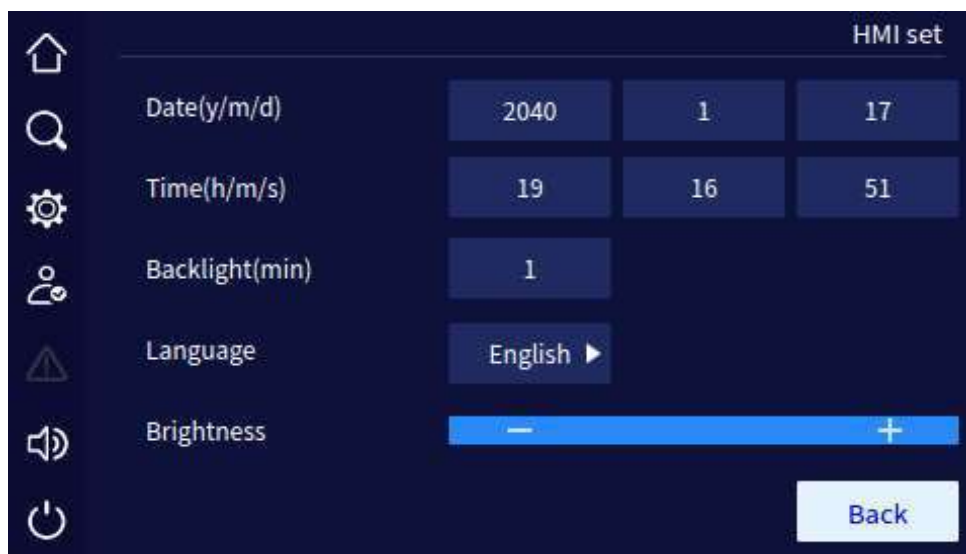 HMI set
Date(y/m/d) 2040 1 17
Time(h/m/s) 19 16 51
Backlight(min) 1
Language English ▶
Brightness − +
Back